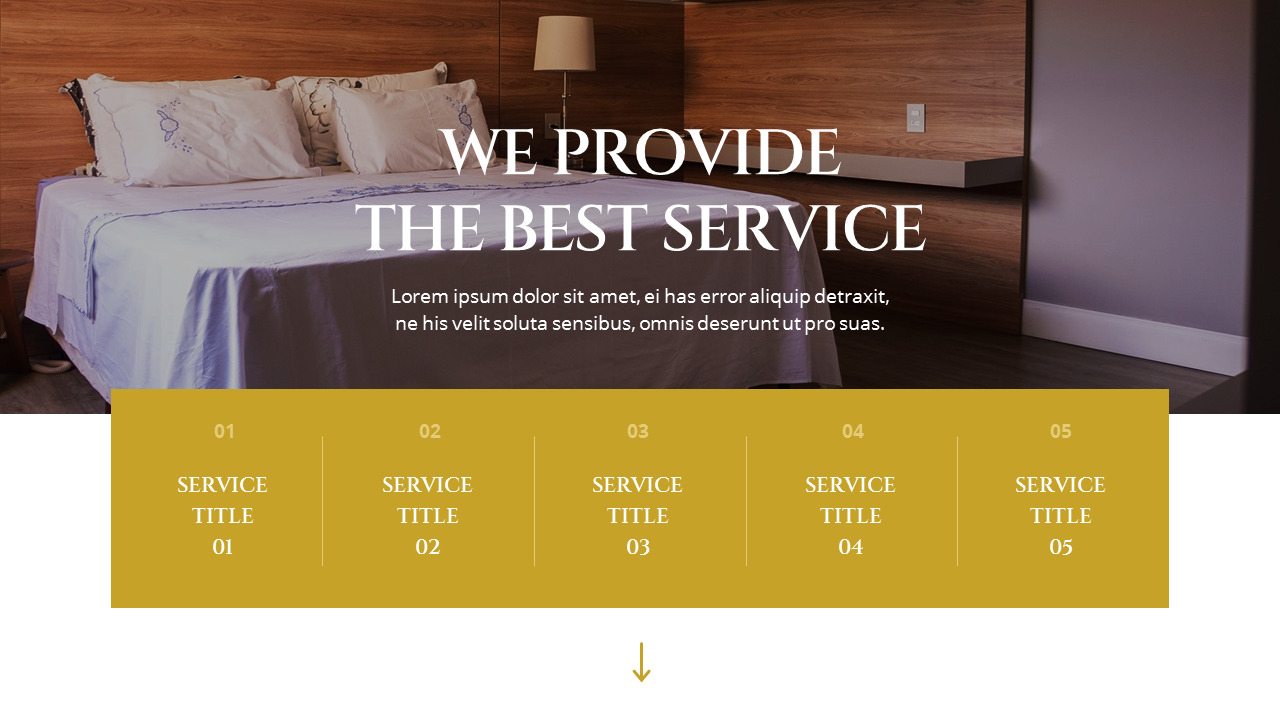 WE PROVIDE
THE BEST SERVICE
Lorem ipsum dolor sit amet, ei has error aliquip detraxit,
ne his velit soluta sensibus, omnis deserunt ut pro suas.
01
SERVICE
TITLE
01
02
SERVICE
TITLE
02
03
SERVICE
TITLE
03
04
SERVICE
TITLE
04
05
SERVICE
TITLE
05